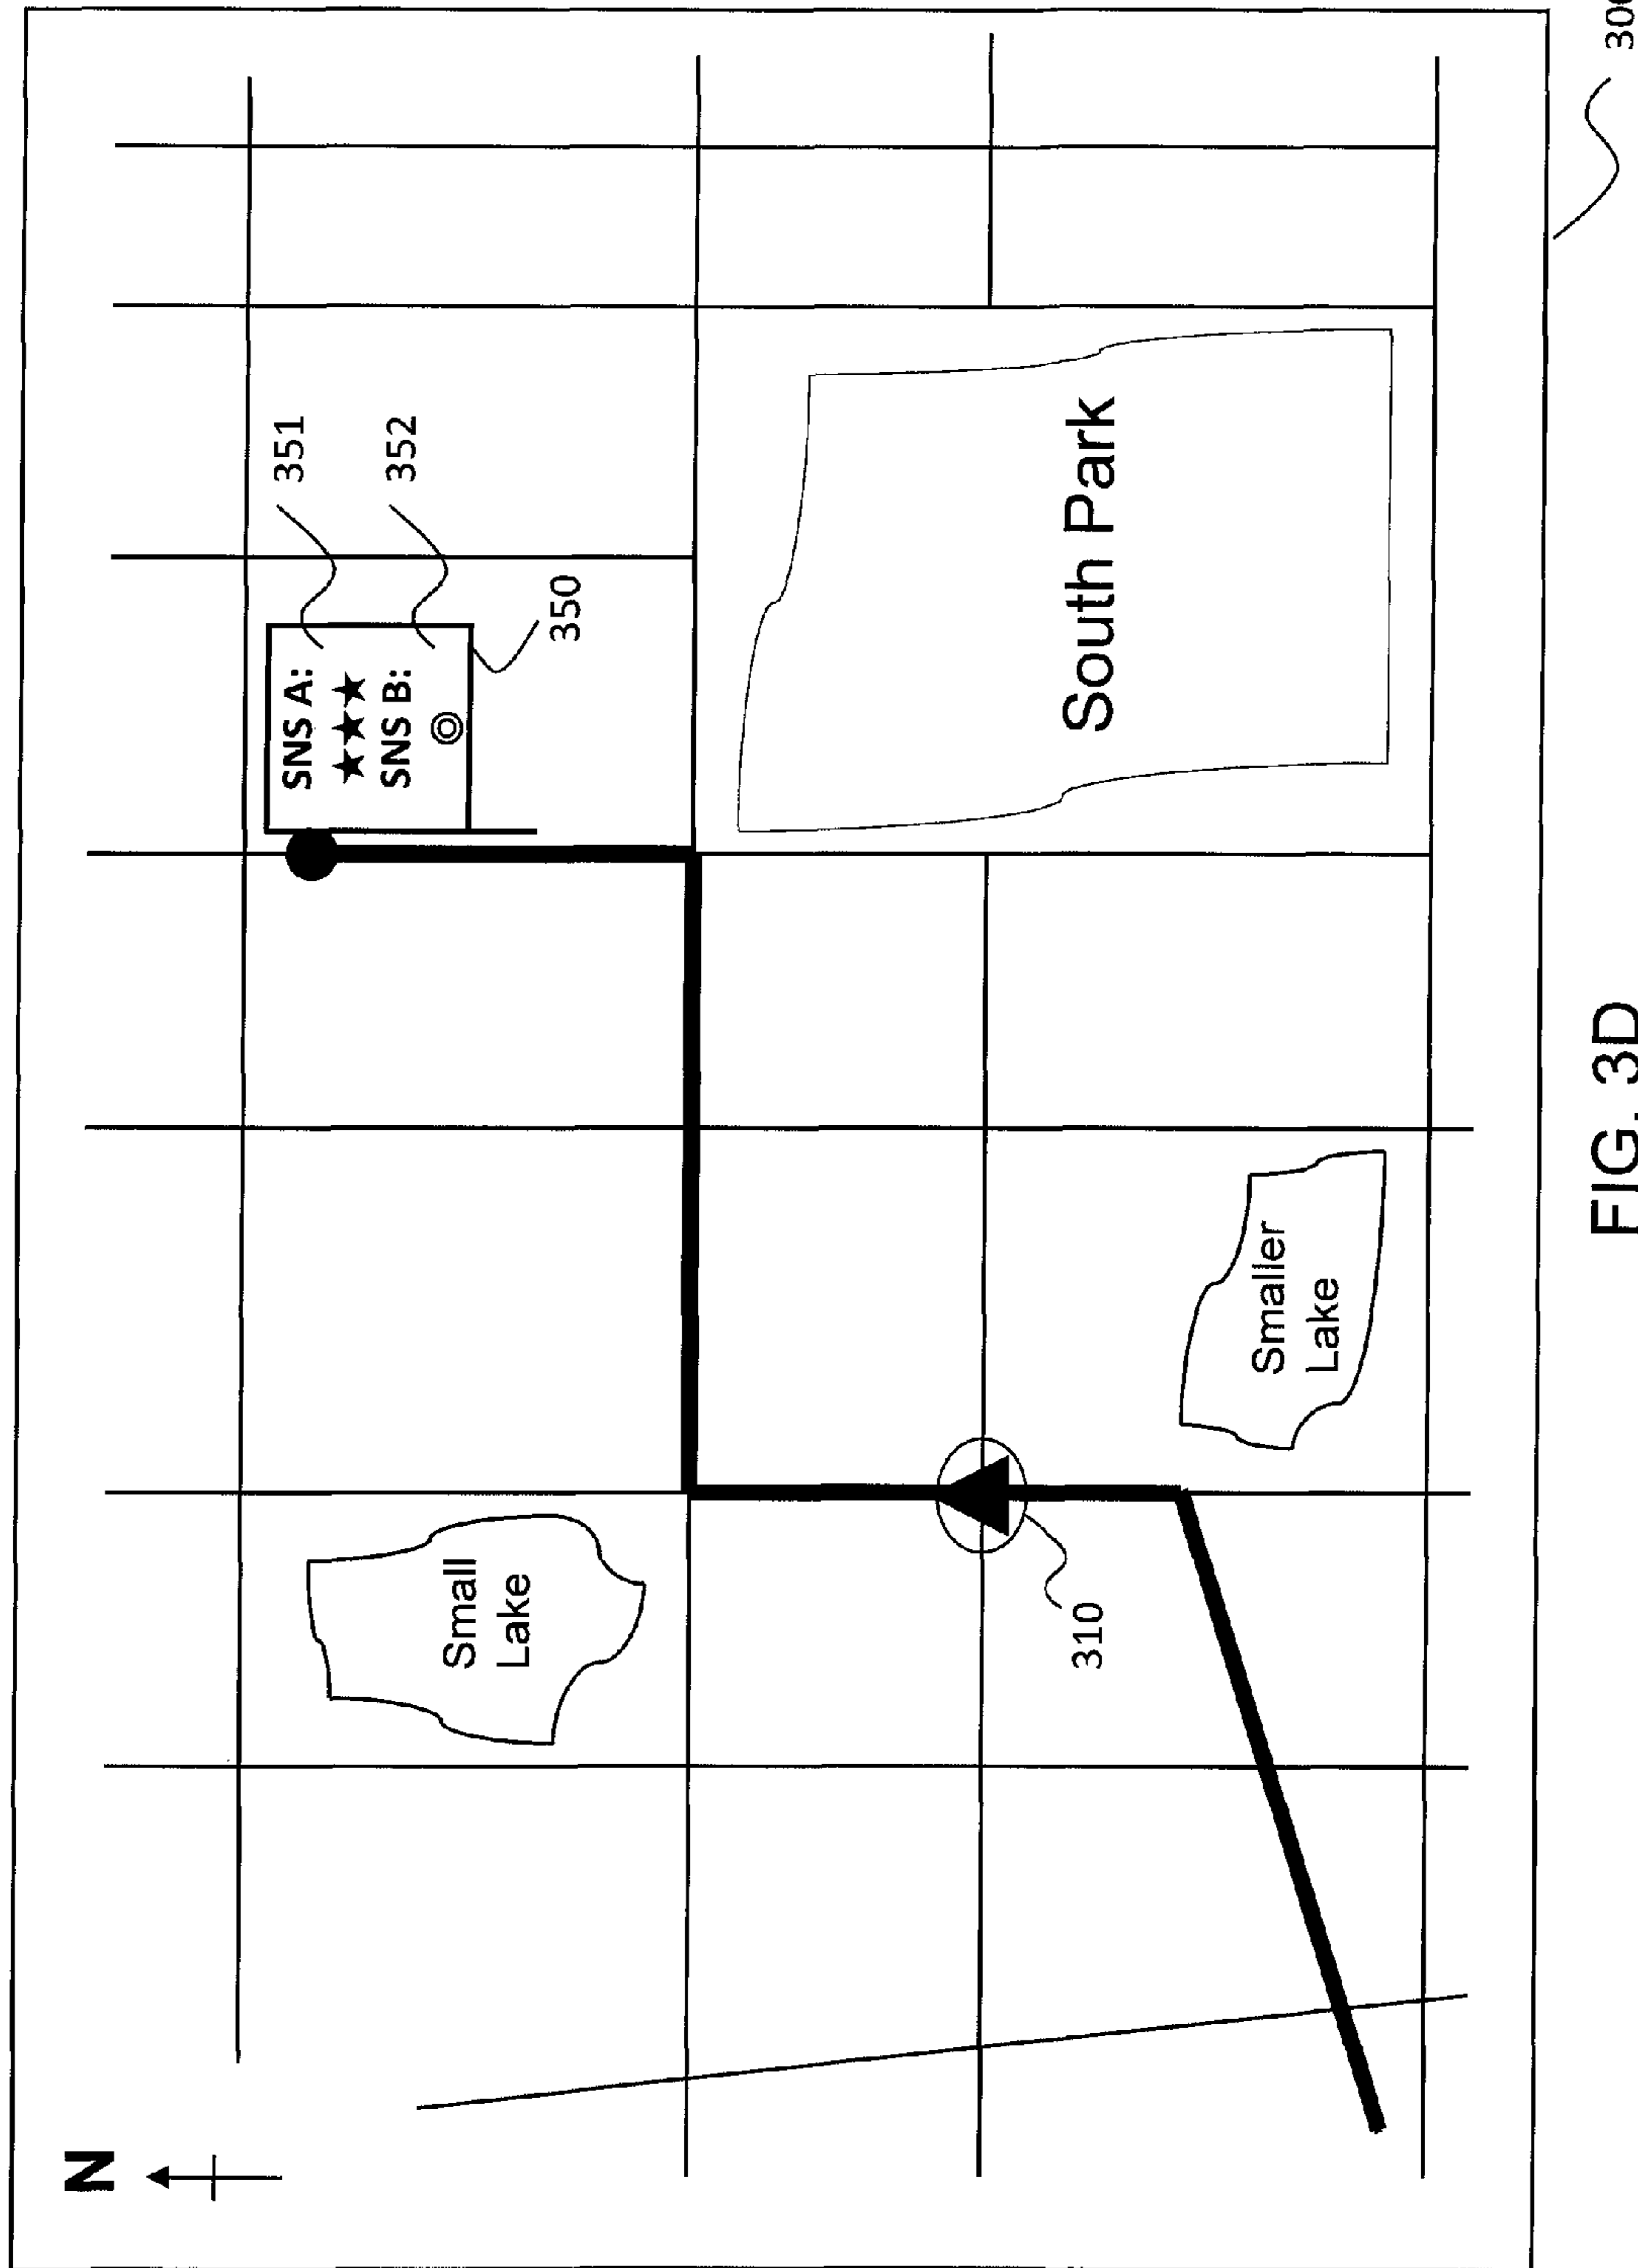 N
SNS A:
★★★
SNS B:
◎
351
352
350
Small
Lake
310
South Park
Smaller
Lake
300
FIG. 3D